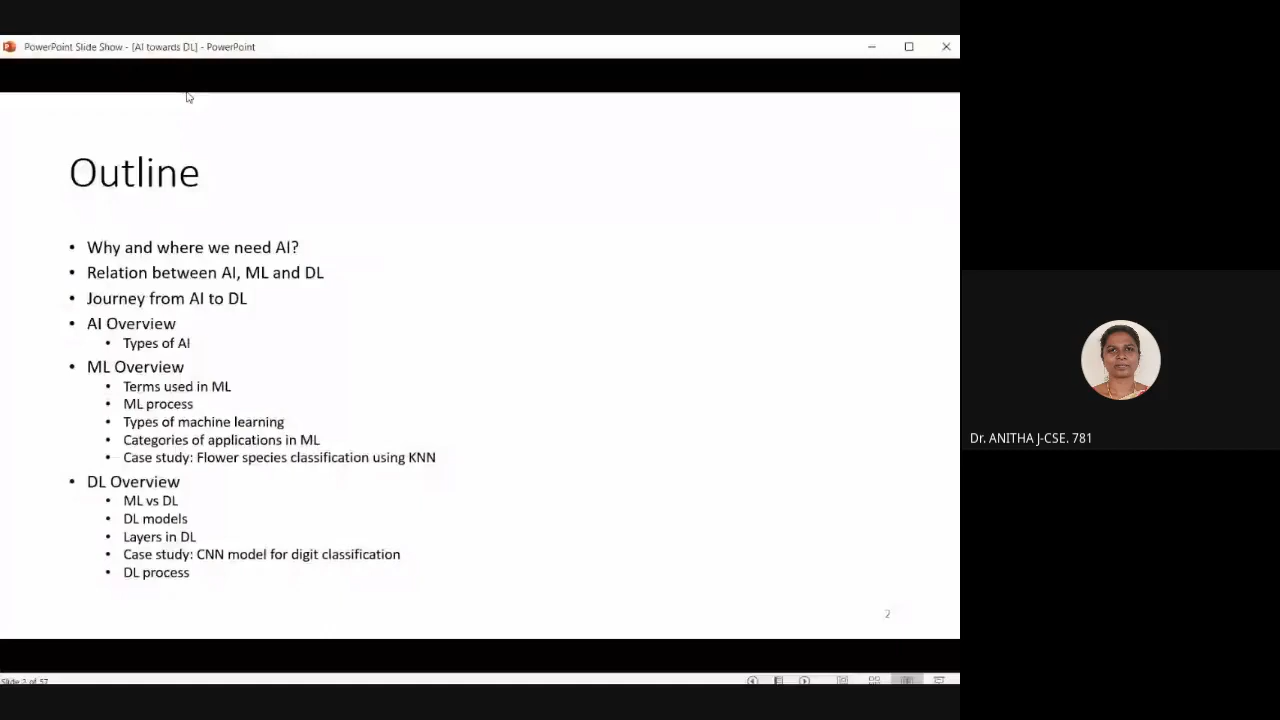 PowerPoint Slide Show - [AI towards DL] - PowerPoint
Outline
• Why and where we need AI?
• Relation between AI, ML and DL
• Journey from AI to DL
• AI Overview
• Types of AI
• ML Overview
• Terms used in ML
• ML process
• Types of machine learning
• Categories of applications in ML
• Case study: Flower species classification using KNN
• DL Overview
• ML vs DL
• DL models
• Layers in DL
• Case study: CNN model for digit classification
• DL process
2
Slide 2 of 57
Dr. ANITHA J-CSE. 781